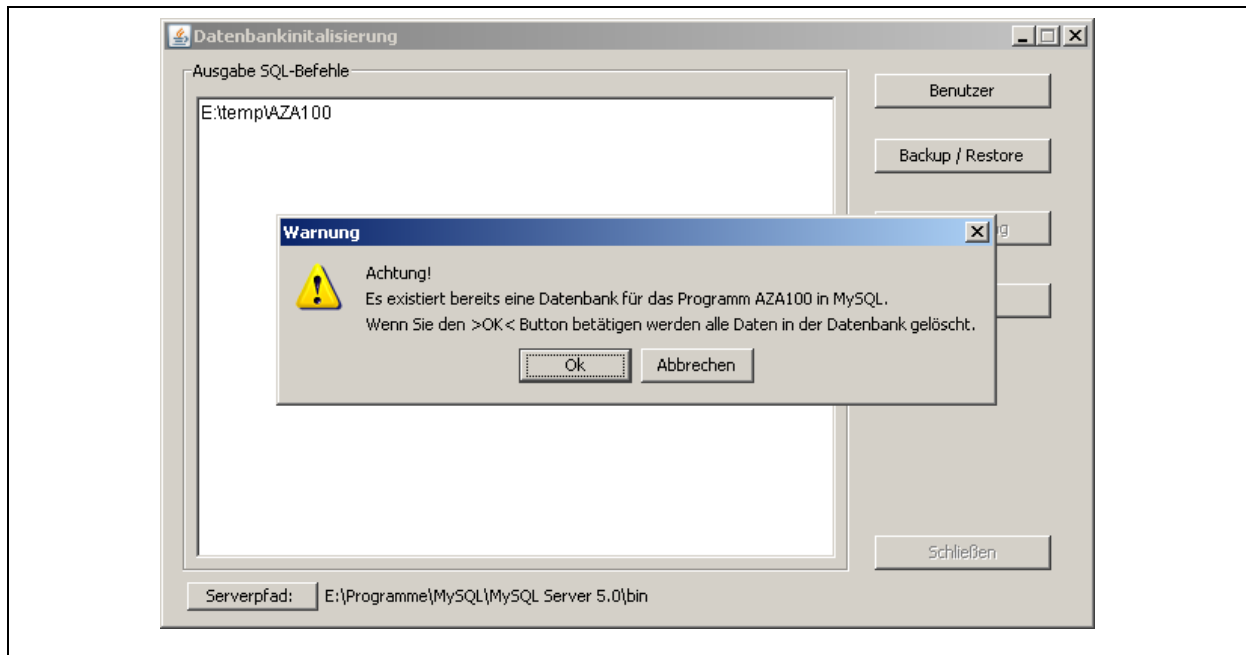 Datenbankinitalisierung
Ausgabe SQL-Befehle
E:\temp\AZA100
Benutzer
Backup / Restore
Warnung
Achtung!
Es existiert bereits eine Datenbank für das Programm AZA100 in MySQL.
Wenn Sie den >OK< Button betätigen werden alle Daten in der Datenbank gelöscht.
Ok
Abbrechen
Schließen
Serverpfad:
E:\Programme\MySQL\MySQL Server 5.0\bin